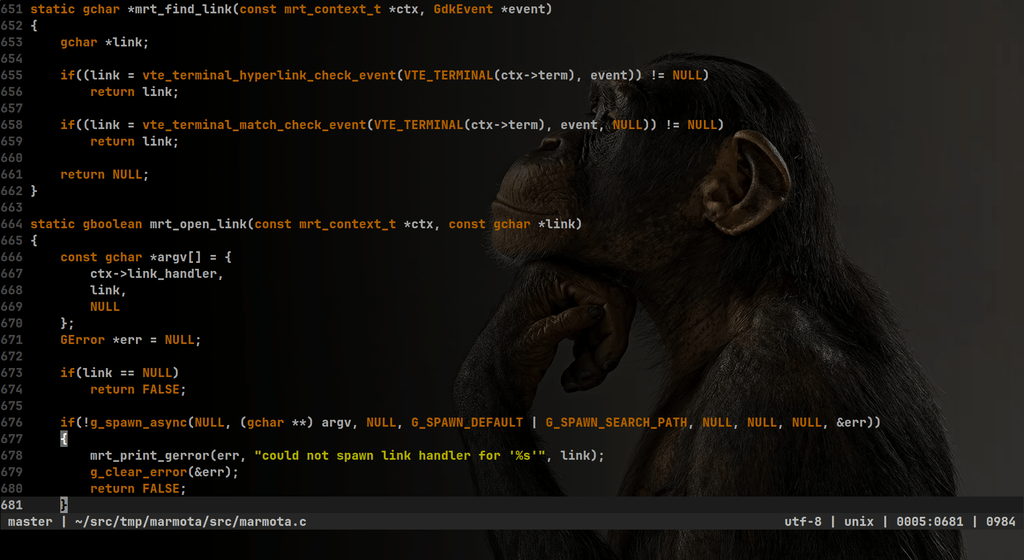 651 static gchar *mrt_find_link(const mrt_context_t *ctx, GdkEvent *event)
652 {
653     gchar *link;
654
655     if((link = vte_terminal_hyperlink_check_event(VTE_TERMINAL(ctx->term), event)) != NULL)
656         return link;
657
658     if((link = vte_terminal_match_check_event(VTE_TERMINAL(ctx->term), event, NULL)) != NULL)
659         return link;
660
661     return NULL;
662 }
663
664 static gboolean mrt_open_link(const mrt_context_t *ctx, const gchar *link)
665 {
666     const gchar *argv[] = {
667         ctx->link_handler,
668         link,
669         NULL
670     };
671     GError *err = NULL;
672
673     if(link == NULL)
674         return FALSE;
675
676     if(!g_spawn_async(NULL, (gchar **) argv, NULL, G_SPAWN_DEFAULT | G_SPAWN_SEARCH_PATH, NULL, NULL, NULL, &err))
677     {
678         mrt_print_gerror(err, "could not spawn link handler for '%s'", link);
679         g_clear_error(&err);
680         return FALSE;
681     }
master | ~/src/tmp/marmota/src/marmota.c utf-8 | unix | 0005:0681 | 0984